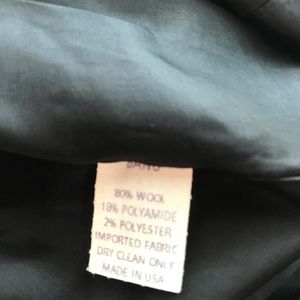 80% WOOL
18% POLYAMIDE
2% POLYESTER
IMPORTED FABRIC
DRY CLEAN ONLY
MADE IN USA